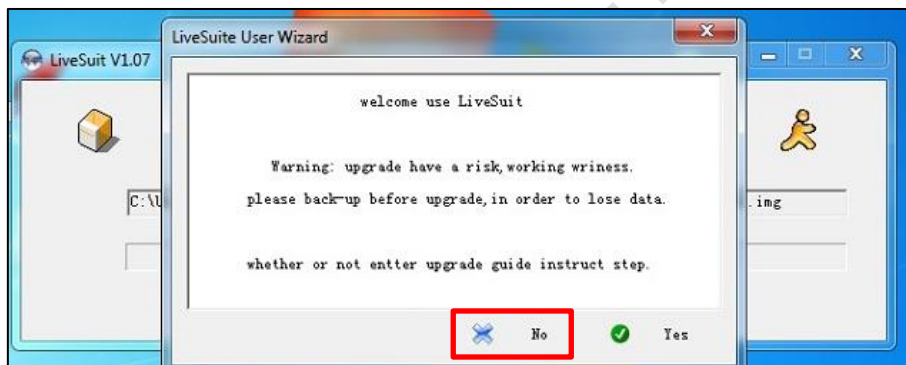 LiveSuite User Wizard
LiveSuit V1.07
welcome use LiveSuit
Warning: upgrade have a risk,working wriness.
C:\
.img
please back-up before upgrade,in order to lose data.
whether or not entter upgrade guide instruct step.
No Yes